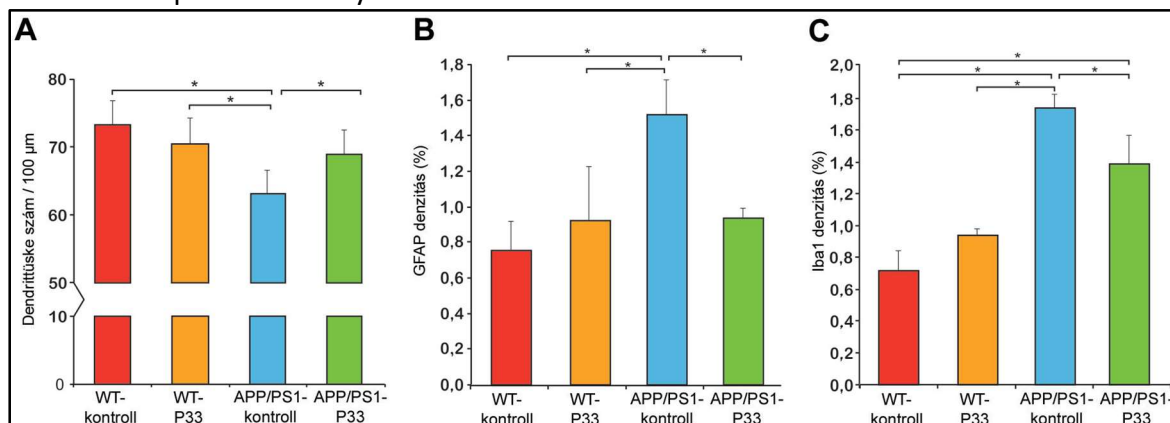 A
Dendrittüske szám / 100 µm
80
70
60
50
10
0
*
*
*
WT-
kontroll
WT-
P33
APP/PS1-
kontroll
APP/PS1-
P33
B
GFAP denzitás (%)
1,8
1,6
1,4
1,2
1,0
0,8
0,6
0,4
0,2
0,0
*
*
*
WT-
kontroll
WT-
P33
APP/PS1-
kontroll
APP/PS1-
P33
C
Iba1 denzitás (%)
2,0
1,8
1,6
1,4
1,2
1,0
0,8
0,6
0,4
0,2
0,0
*
*
*
*
WT-
kontroll
WT-
P33
APP/PS1-
kontroll
APP/PS1-
P33